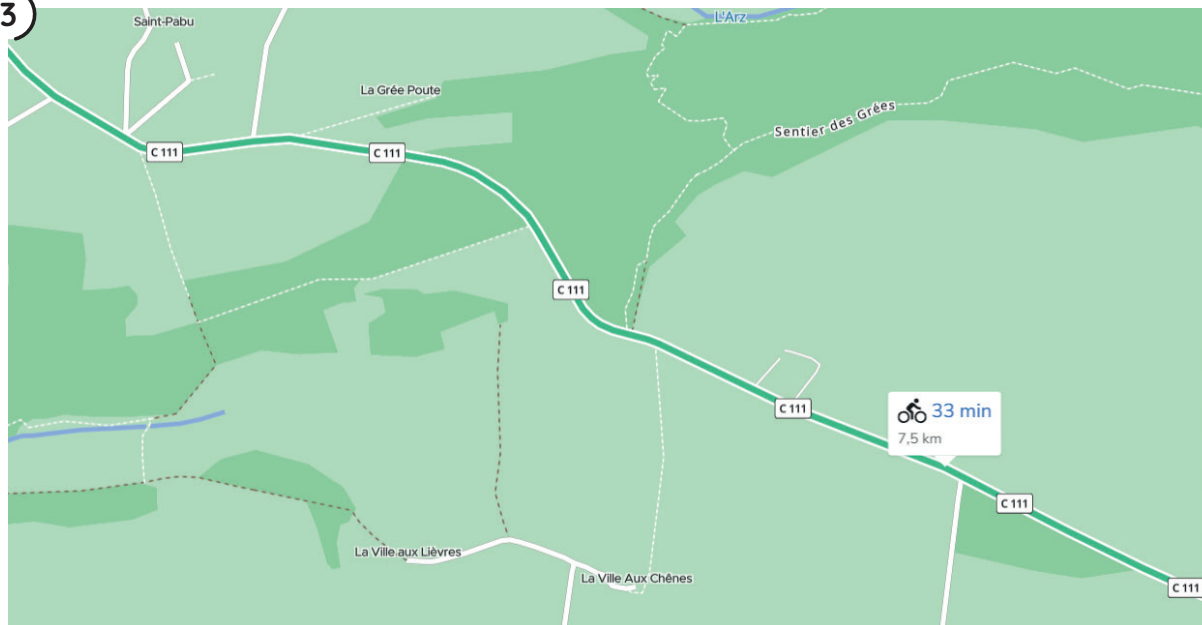 3
Saint-Pabu
L'Arz
La Grée Poute
Sentier des Grées
C 111
C 111
C 111
C 111
33 min
7,5 km
C 111
La Ville aux Lièvres
La Ville Aux Chênes
C 111